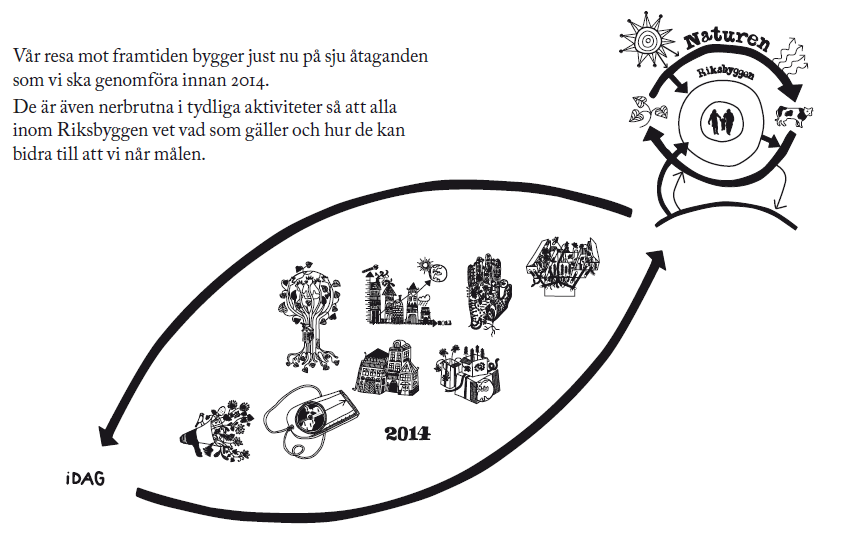 Vår resa mot framtiden bygger just nu på sju åtaganden
som vi ska genomföra innan 2014.
De är även nerbrutna i tydliga aktiviteter så att alla
inom Riksbyggen vet vad som gäller och hur de kan
bidra till att vi når målen.
Naturen
Riksbyggen
2014
iDAG